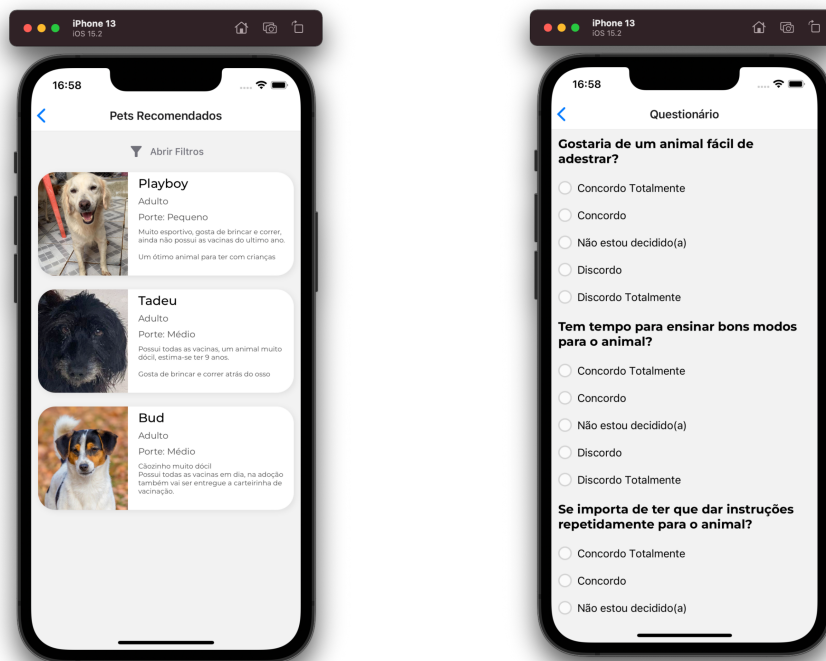 iPhone 13
iOS 15.2
16:58
Pets Recomendados
Abrir Filtros
Playboy
Adulto
Porte: Pequeno
Muito esportivo, gosta de brincar e correr,
ainda não possui as vacinas do ultimo ano.
Um ótimo animal para ter com crianças
Tadeu
Adulto
Porte: Médio
Possui todas as vacinas, um animal muito
dócil, estima-se ter 9 anos.
Gosta de brincar e correr atrás do osso
Bud
Adulto
Porte: Médio
Cãozinho muito dócil
Possui todas as vacinas em dia, na adoção
também vai ser entregue a carteirinha de
vacinação.
iPhone 13
iOS 15.2
16:58
Questionário
Gostaria de um animal fácil de
adestrar?
Concordo Totalmente
Concordo
Não estou decidido(a)
Discordo
Discordo Totalmente
Tem tempo para ensinar bons modos
para o animal?
Concordo Totalmente
Concordo
Não estou decidido(a)
Discordo
Discordo Totalmente
Se importa de ter que dar instruções
repetidamente para o animal?
Concordo Totalmente
Concordo
Não estou decidido(a)